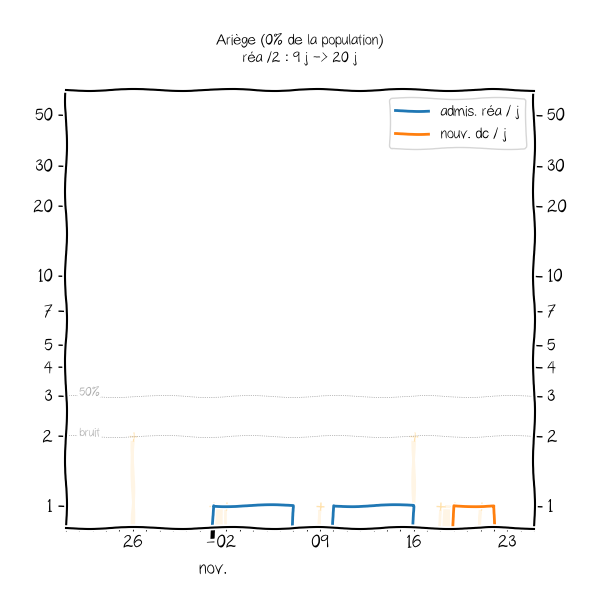 Ariège (0% de la population)
réa /2 : 9 j -> 20 j
admis. réa / j
nouv. dc / j
50 50
30 30
20 20
10 10
7 7
5 5
4 4
3 50% 3
2 bruit 2
1 1
26 02 09 16 23
nov.